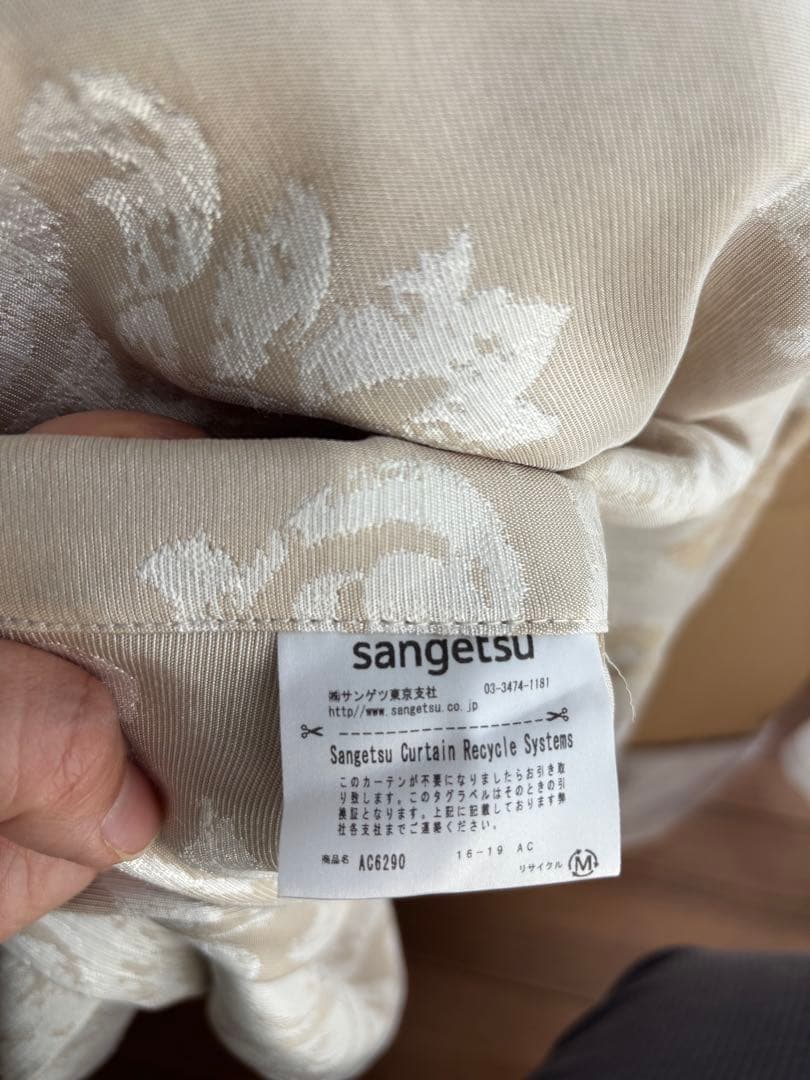 sangetsu
㈱サンゲツ東京支社 03-3474-1181
http//www.sangetsu.co.jp
Sangetsu Curtain Recycle Systems
このカーテンが不要になりましたらお引き取
り致します。このタグラベルはそのときの引
換証となります。上記に記載しております弊
社各支社までご連絡ください。
商品名 AC6290 16-19 AC
リサイクル M